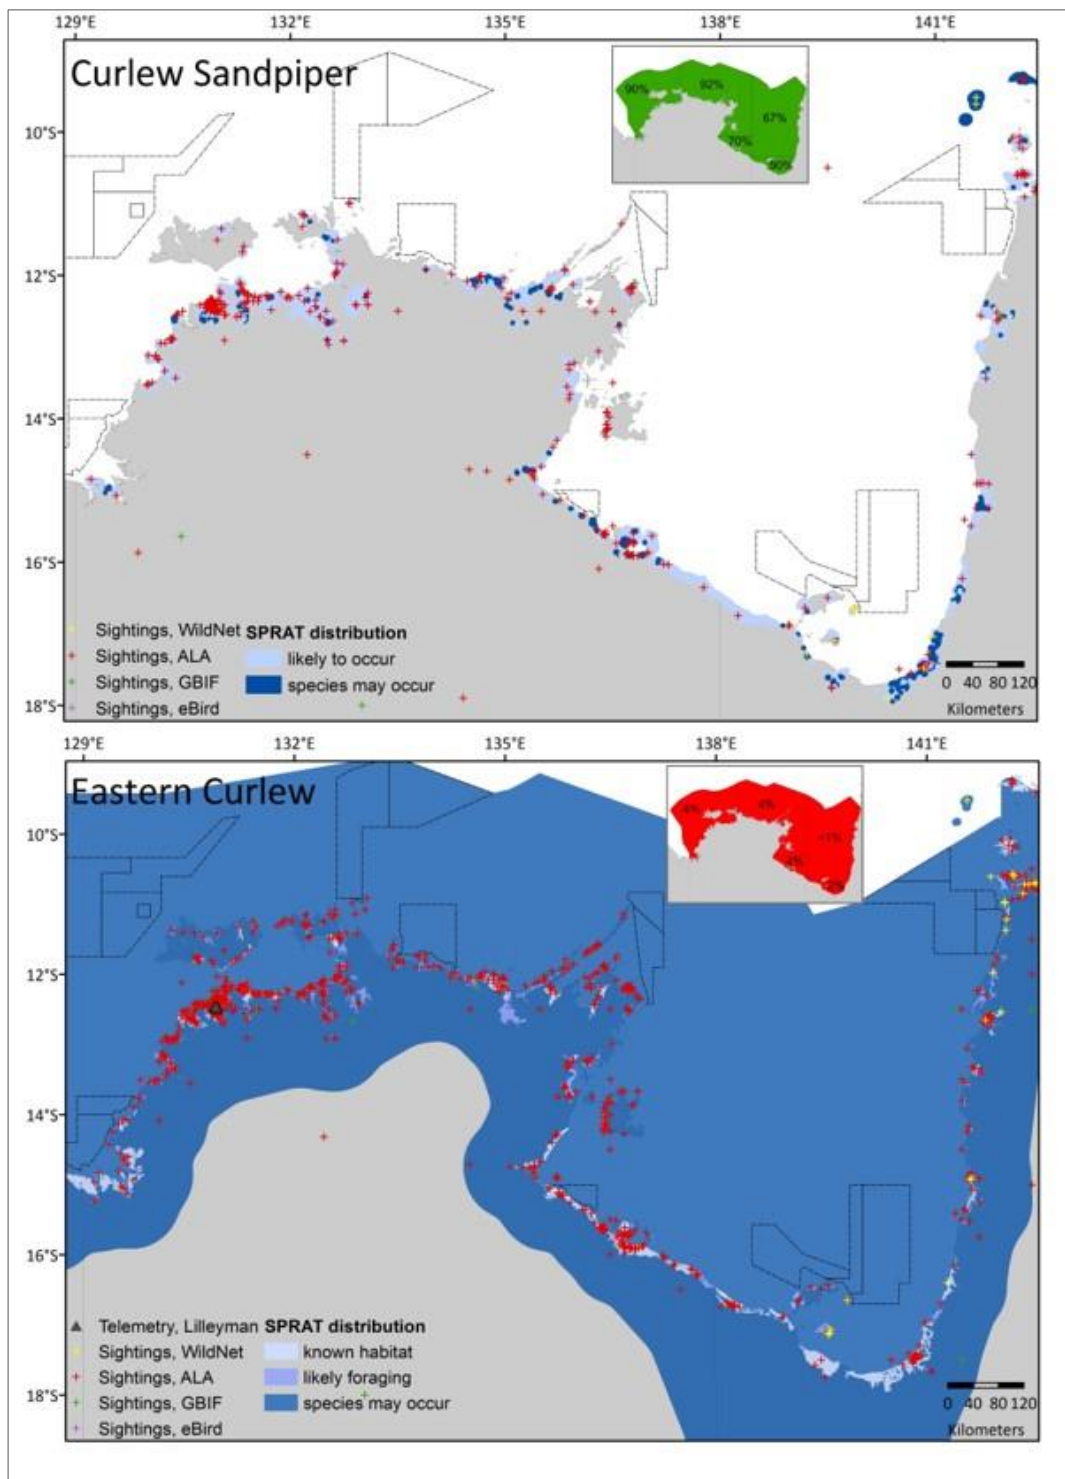 129°E 132°E 135°E 138°E 141°E
Curlew Sandpiper
90% 92%
67%
70%
90%
10°S
12°S
14°S
16°S
18°S
Sightings, WildNet SPRAT distribution
Sightings, ALA likely to occur
Sightings, GBIF species may occur
Sightings, eBird
0 40 80 120
Kilometers
129°E 132°E 135°E 138°E 141°E
Eastern Curlew
<1%
10°S
12°S
14°S
16°S
18°S
Telemetry, Lilleyman SPRAT distribution
Sightings, WildNet known habitat
Sightings, ALA likely foraging
Sightings, GBIF species may occur
Sightings, eBird
0 40 80 120
Kilometers